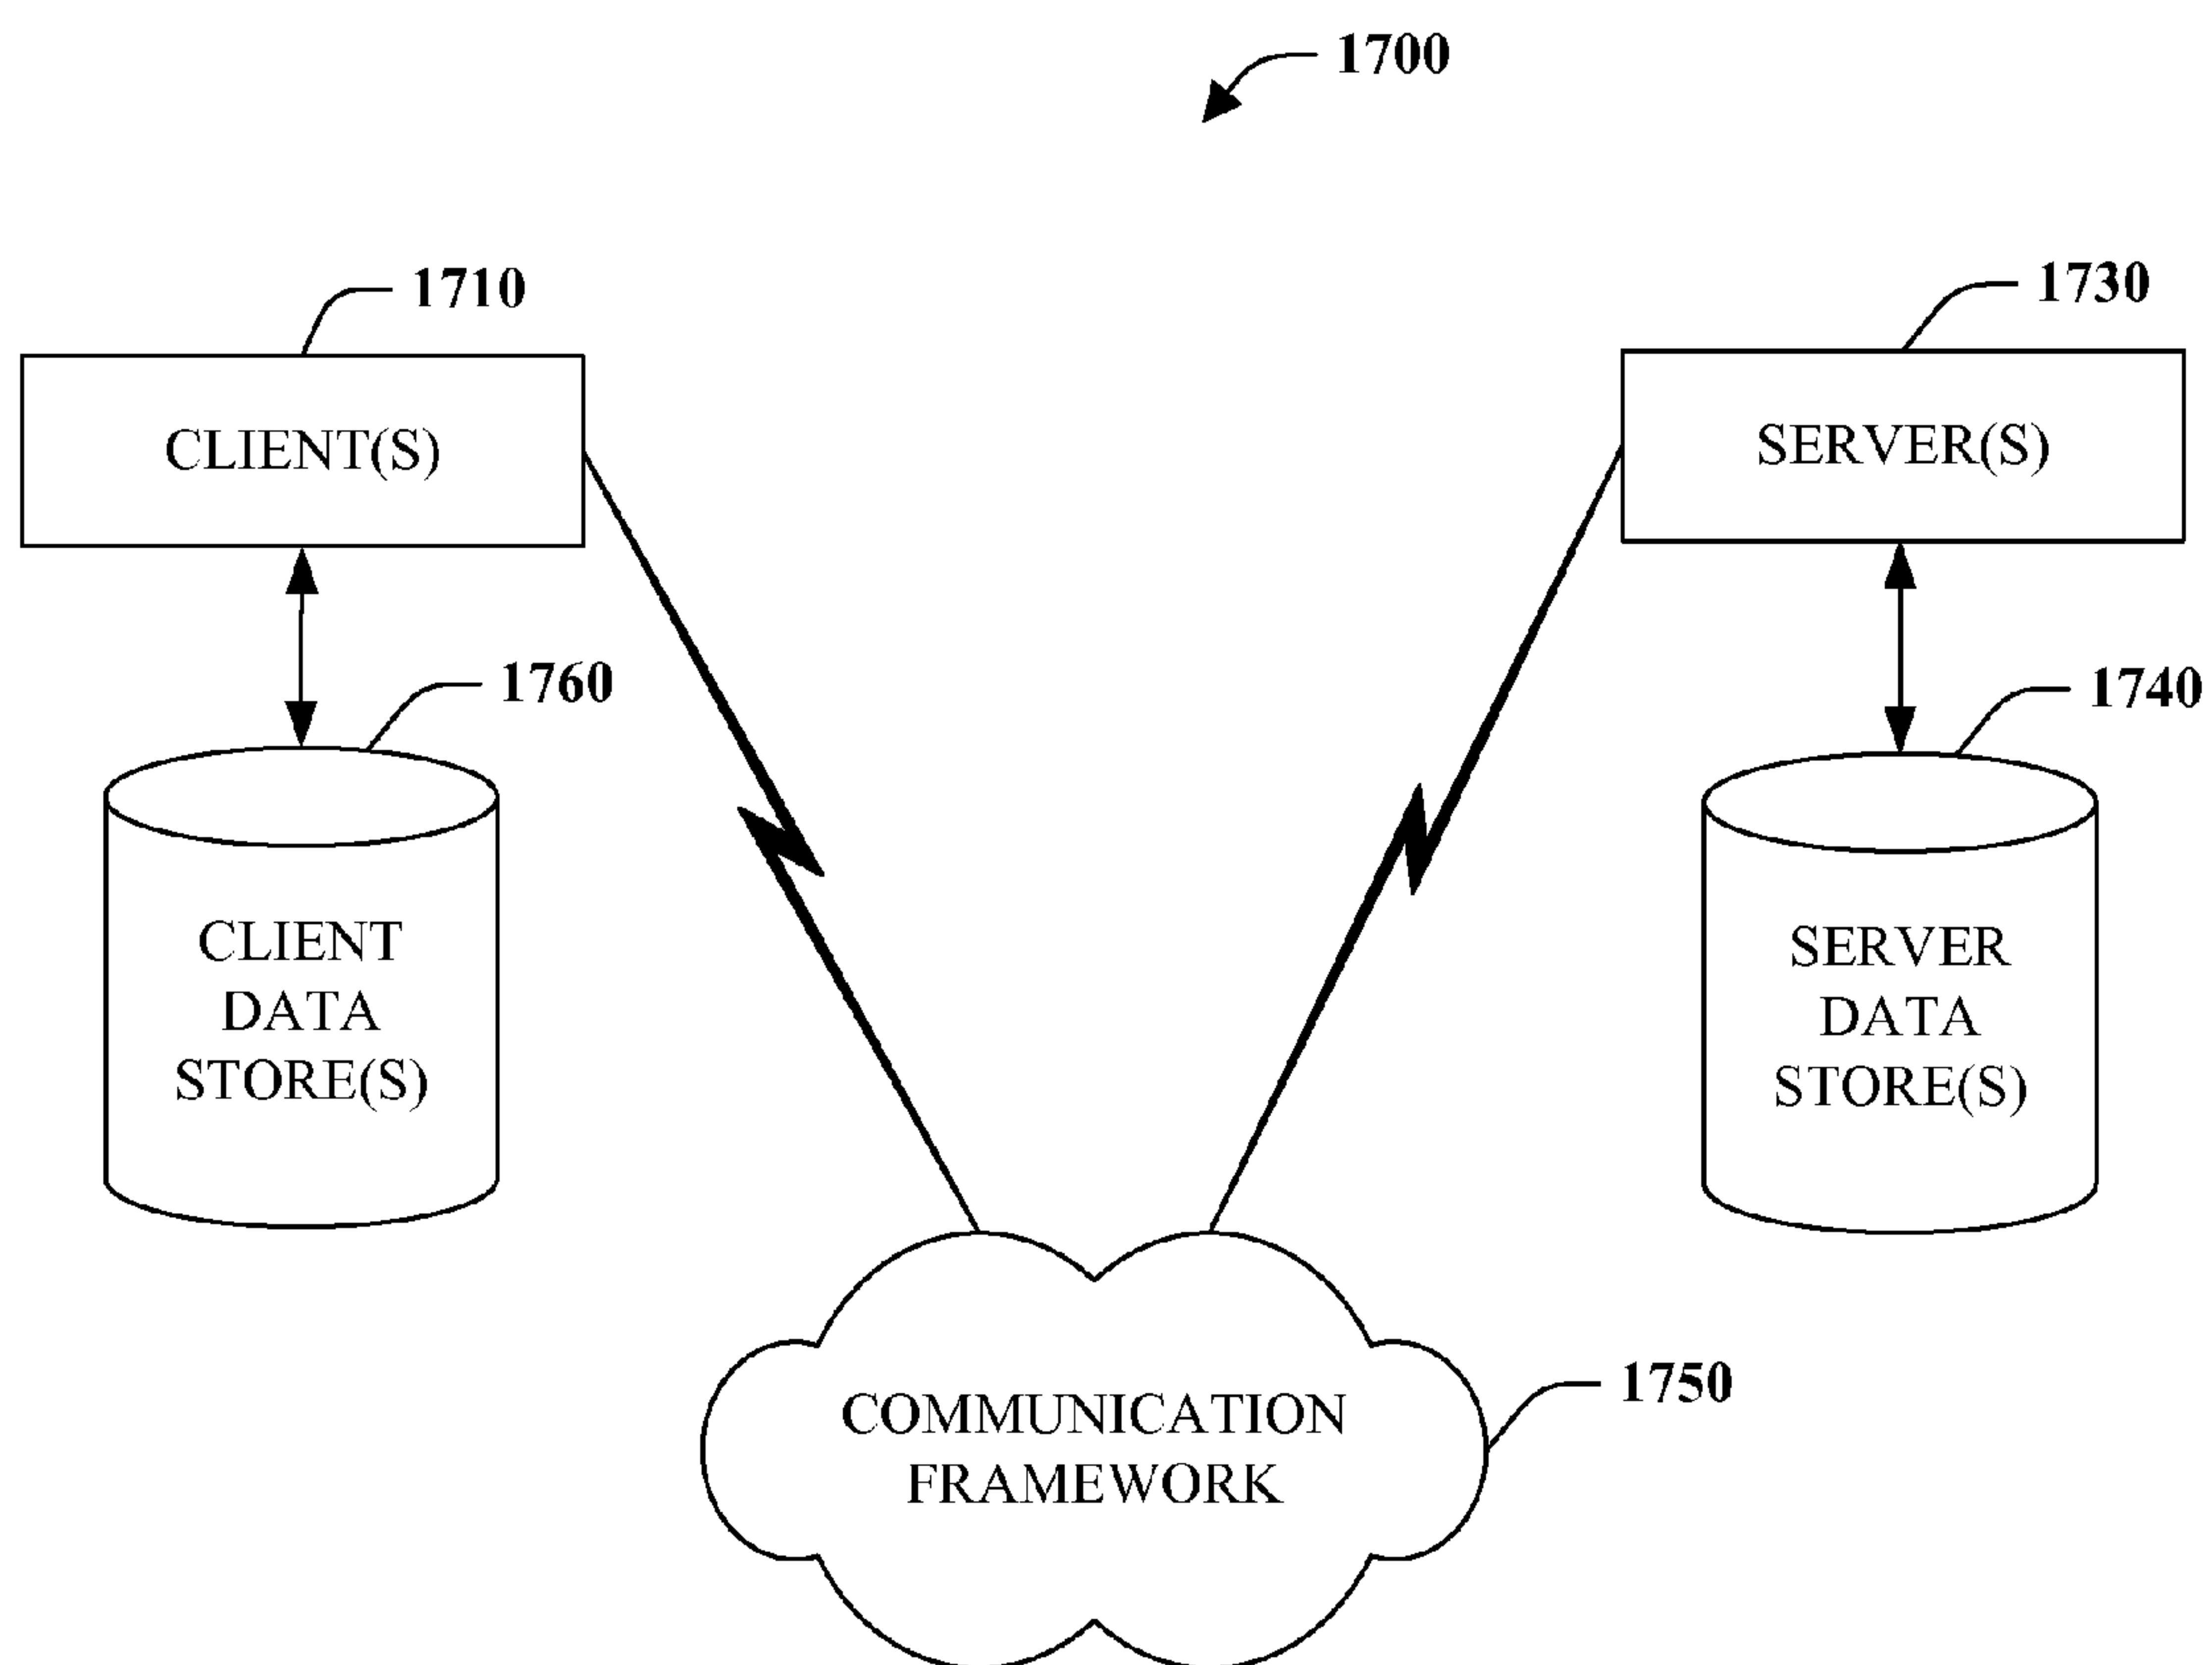 1700
1710
1730
CLIENT(S)
SERVER(S)
1760
1740
CLIENT
DATA
STORE(S)
SERVER
DATA
STORE(S)
1750
COMMUNICATION
FRAMEWORK